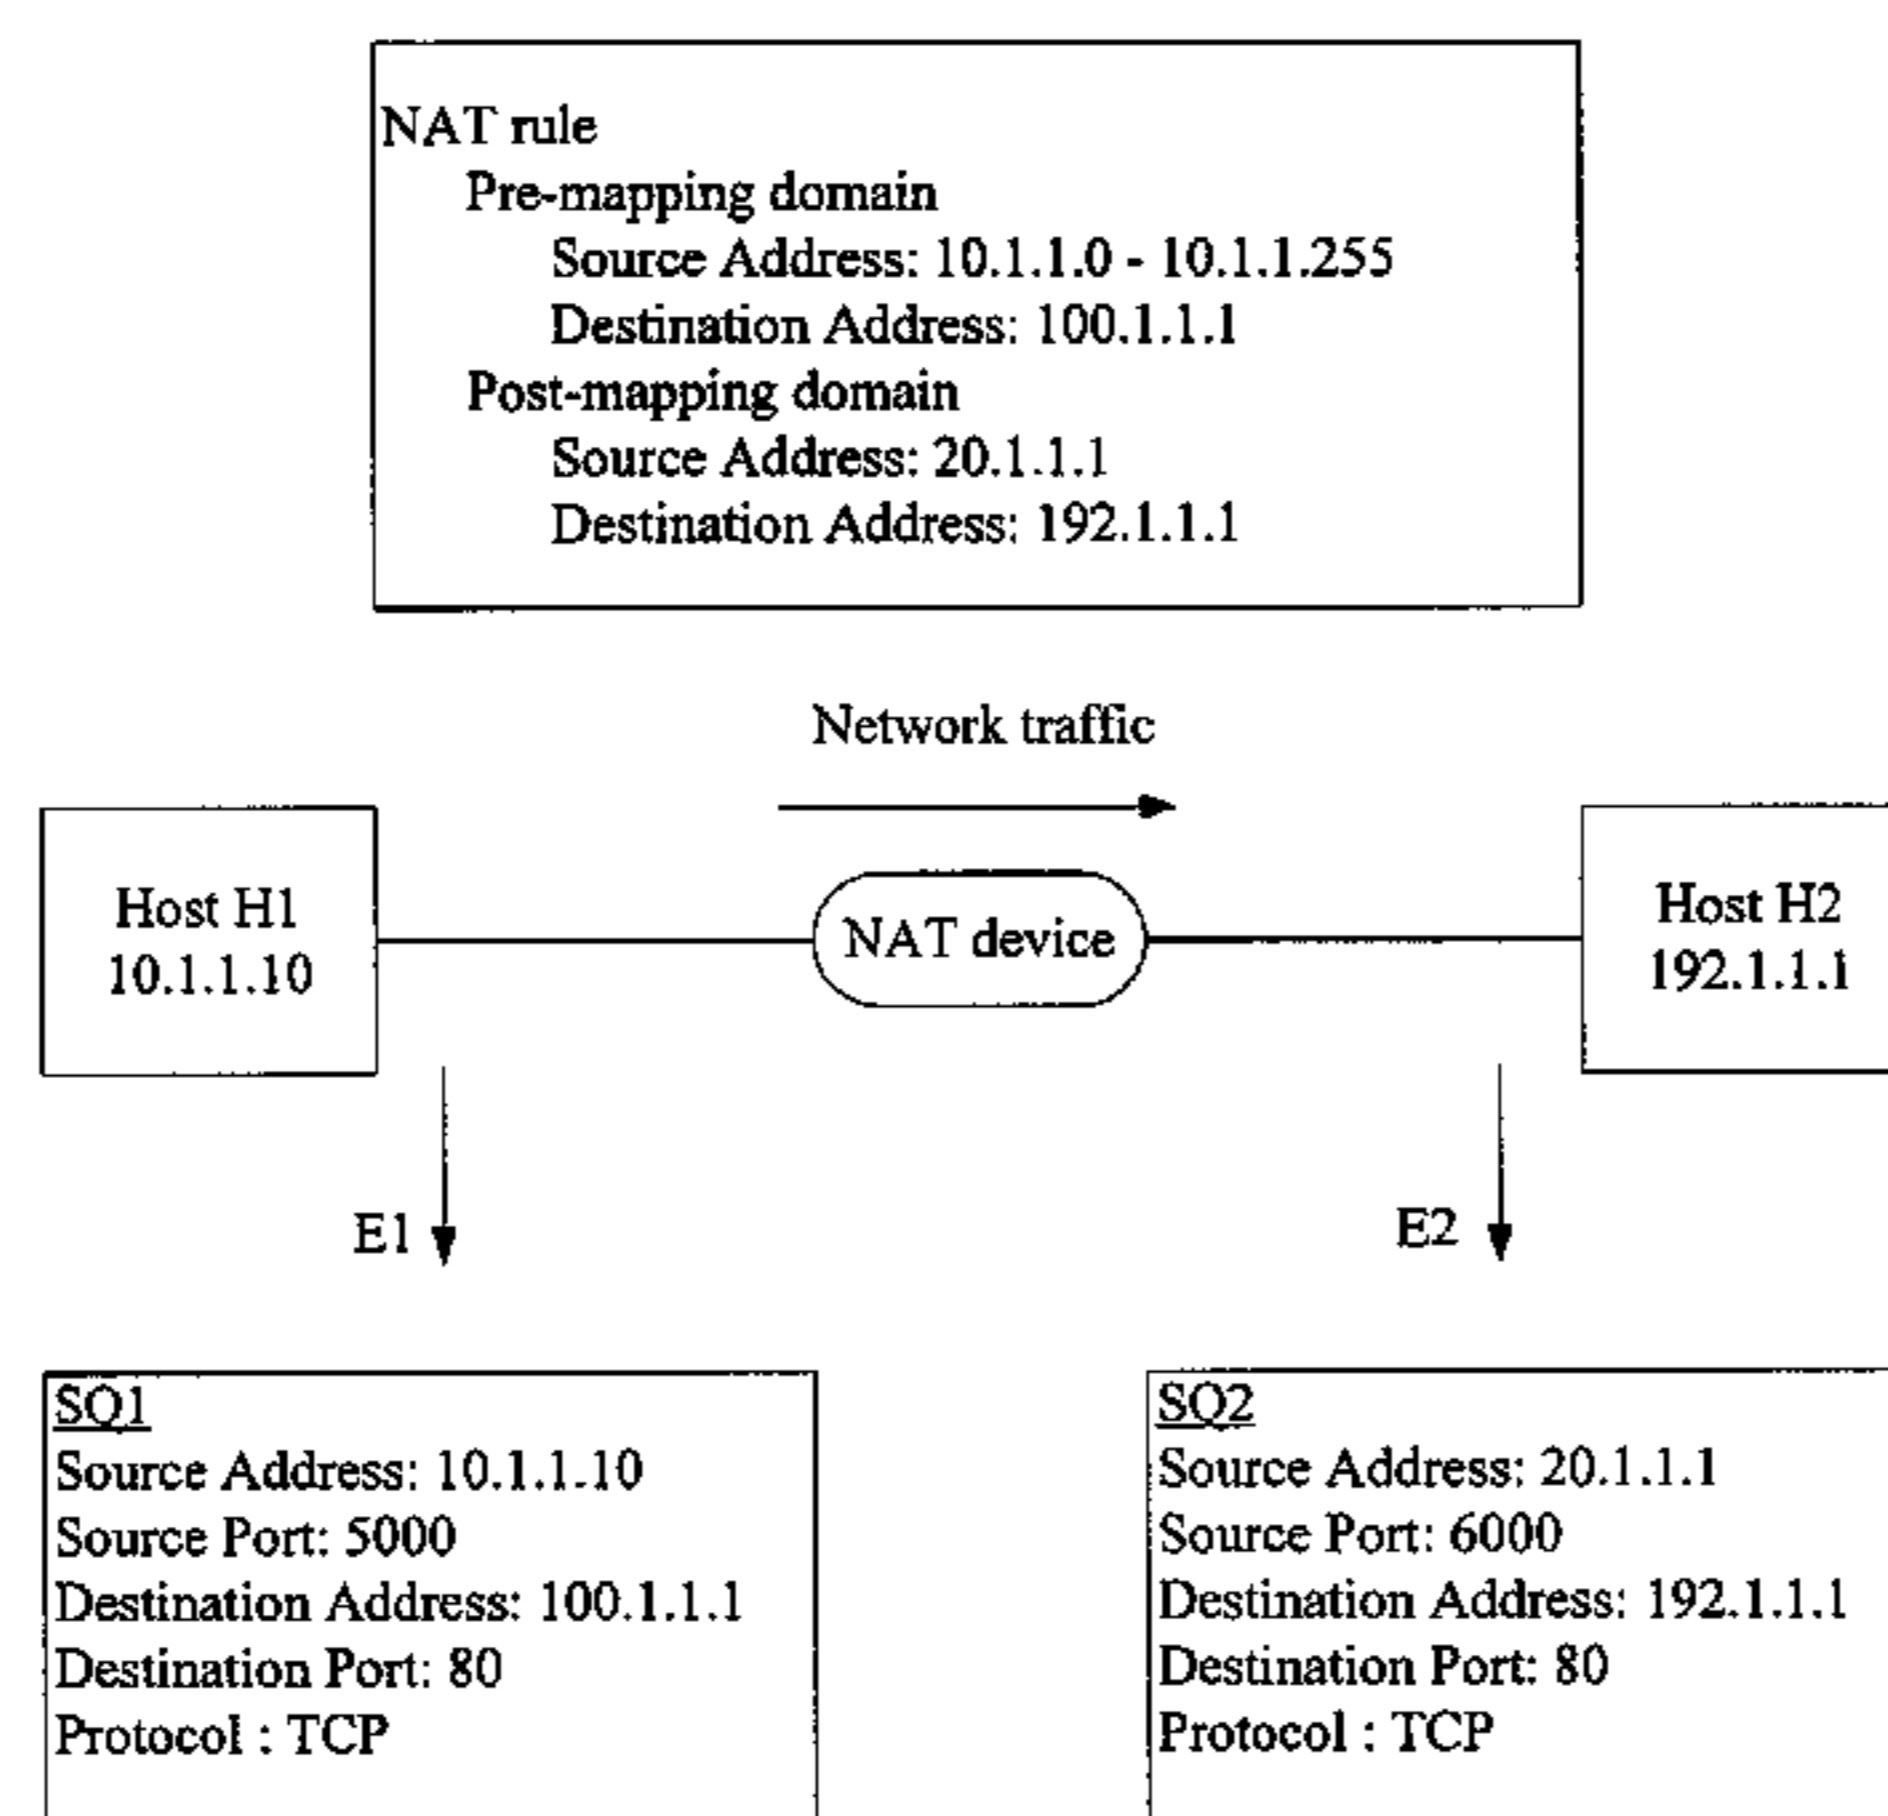 NAT rule
Pre-mapping domain
Source Address: 10.1.1.0 - 10.1.1.255
Destination Address: 100.1.1.1
Post-mapping domain
Source Address: 20.1.1.1
Destination Address: 192.1.1.1
Network traffic
Host H1
10.1.1.10
NAT device
Host H2
192.1.1.1
E1
E2
SQ1
Source Address: 10.1.1.10
Source Port: 5000
Destination Address: 100.1.1.1
Destination Port: 80
Protocol : TCP
SQ2
Source Address: 20.1.1.1
Source Port: 6000
Destination Address: 192.1.1.1
Destination Port: 80
Protocol : TCP